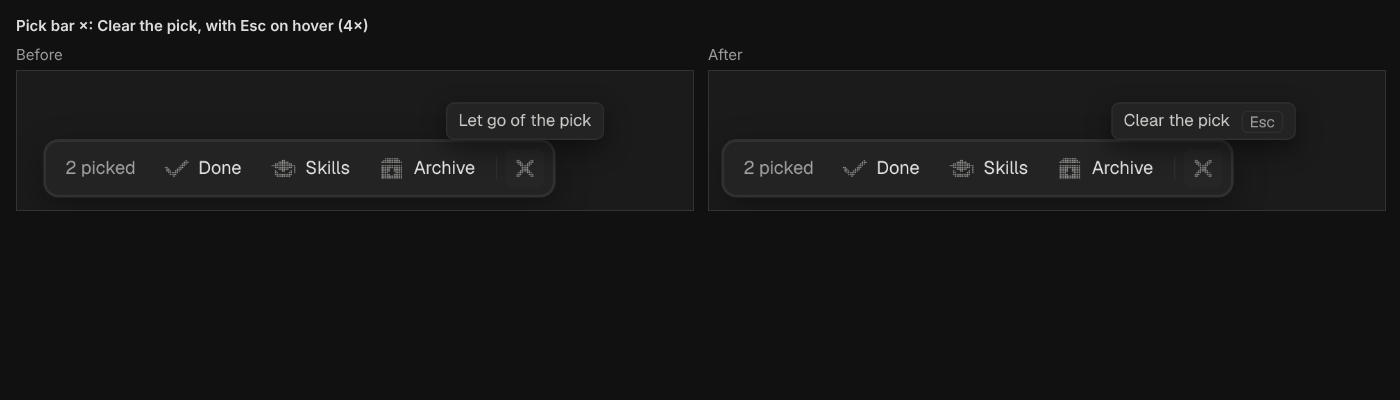 Pick bar ×: Clear the pick, with Esc on hover (4×)
Before
After
Let go of the pick
2 picked Done Skills Archive
Clear the pick Esc
2 picked Done Skills Archive